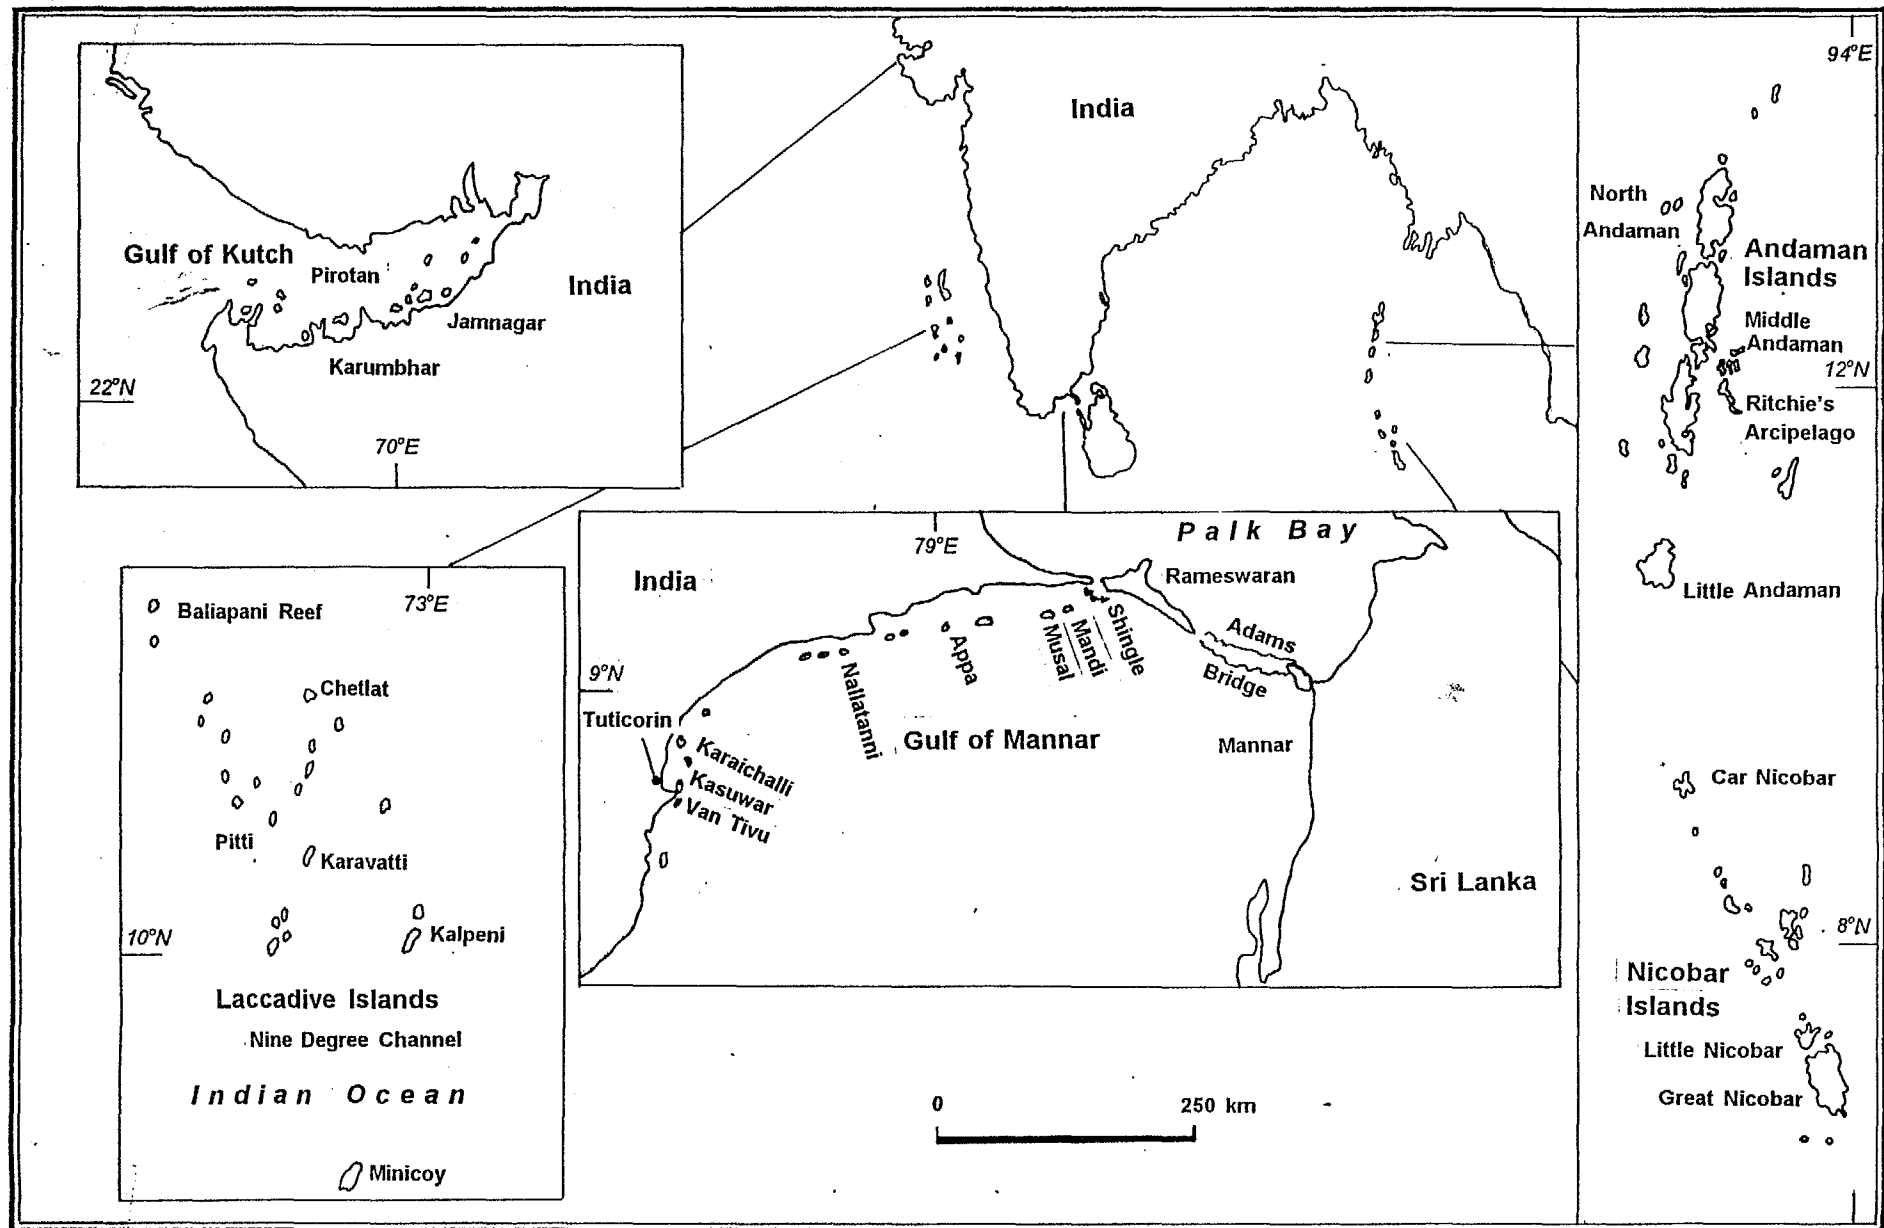 India
94°E
Gulf of Kutch
Pirotan
India
Jamnagar
Karumbhar
22°N
70°E
North
Andaman
Andaman
Islands
Middle
Andaman
12°N
Ritchie's
Arcipelago
Little Andaman
Car Nicobar
8°N
Nicobar
Islands
Little Nicobar
Great Nicobar
79°E
Palk Bay
India
Rameswaran
Adams
Bridge
Shingle
Mandi
Musal
Appa
Nallatanni
9°N
Tuticorin
Karaichalli
Kasuwar
Van Tivu
Gulf of Mannar
Mannar
Sri Lanka
73°E
Baliapani Reef
Chetlat
Pitti
Karavatti
10°N
Kalpeni
Laccadive Islands
Nine Degree Channel
Indian Ocean
Minicoy
0
250 km